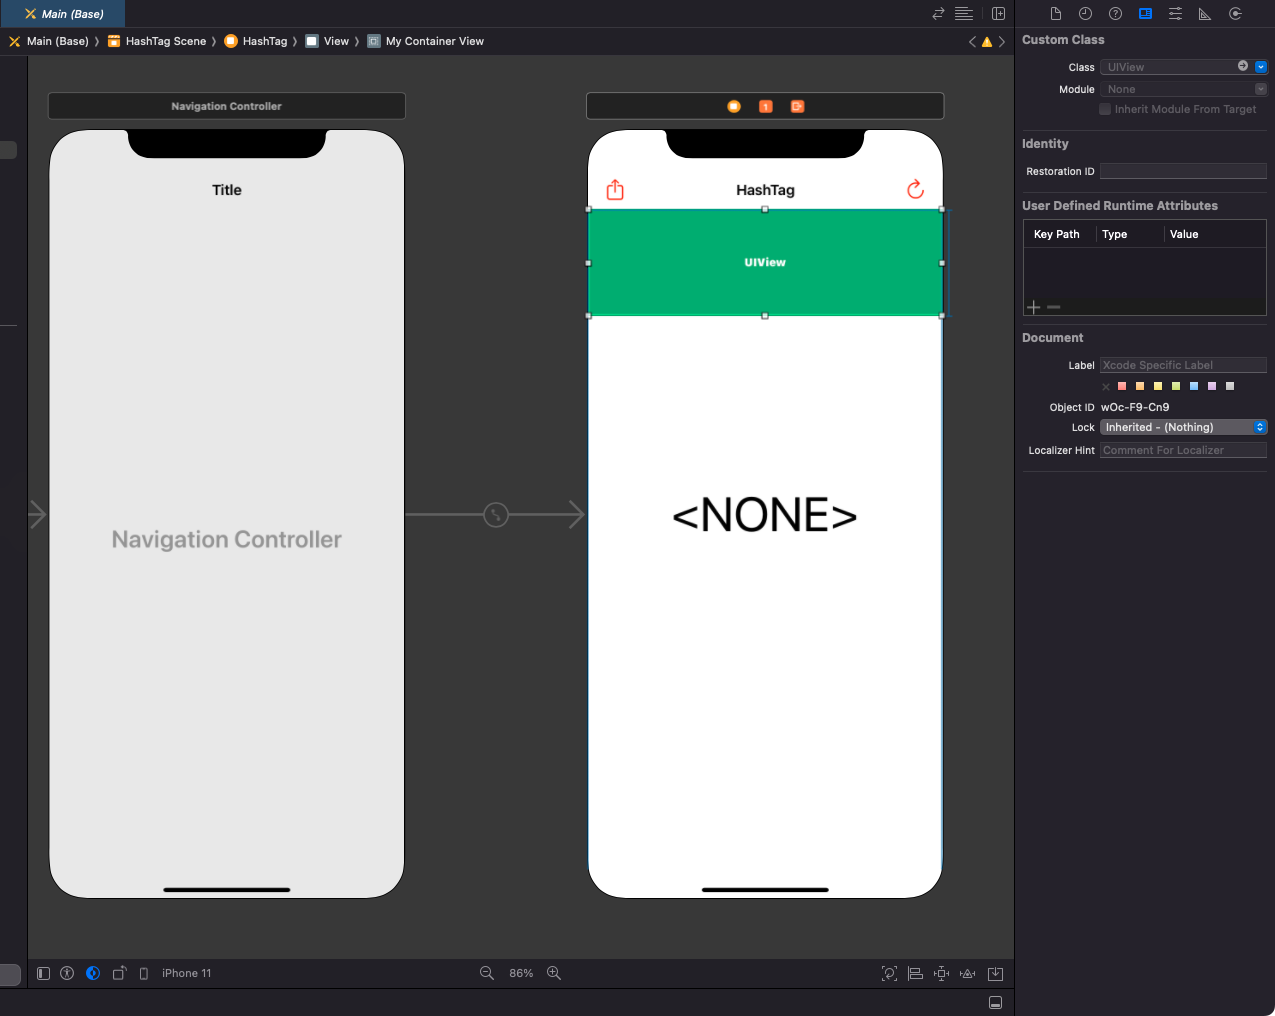 Main (Base)
Main (Base) HashTag Scene HashTag View My Container View
Navigation Controller
1
Title
HashTag
UIView
Navigation Controller
<NONE>
iPhone 11
86%
Custom Class
Class UIView
Module None
Inherit Module From Target
Identity
Restoration ID
User Defined Runtime Attributes
Key Path Type Value
Document
Label Xcode Specific Label
Object ID wOc-F9-Cn9
Lock Inherited - (Nothing)
Localizer Hint Comment For Localizer